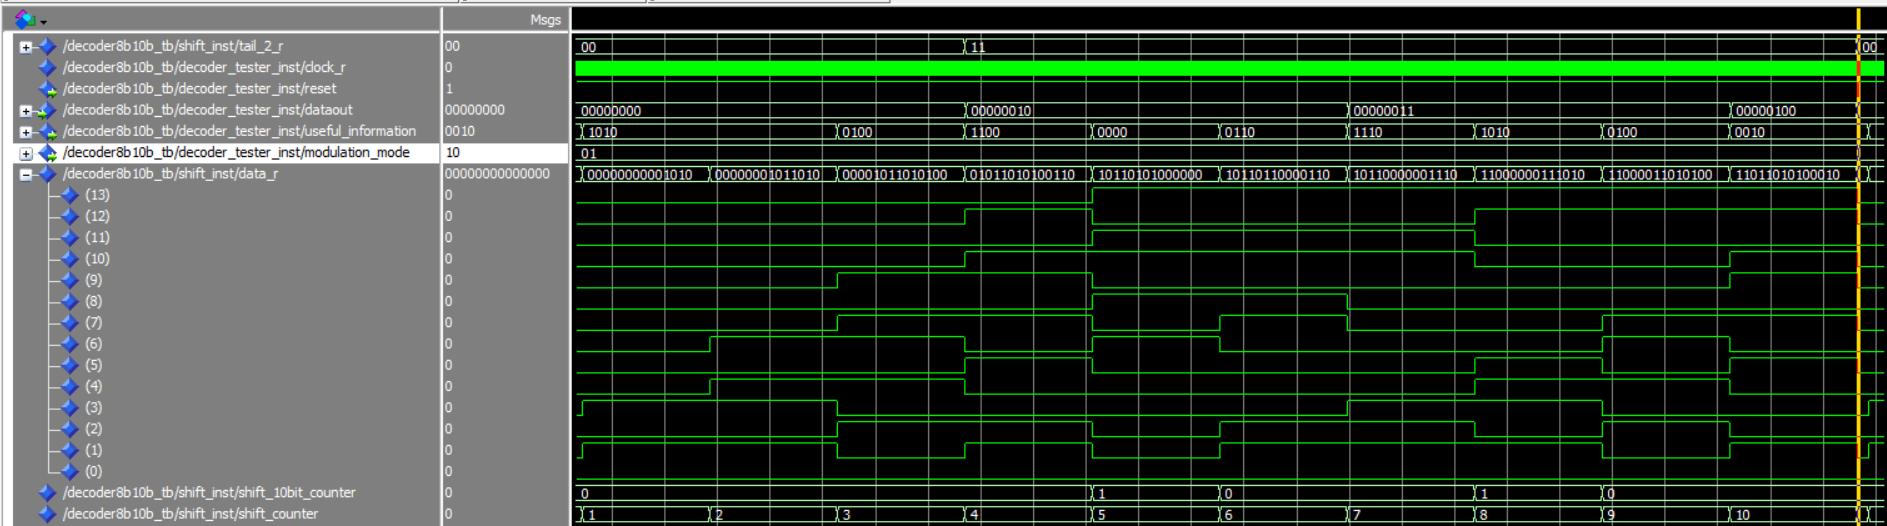 Msgs
/decoder8b10b_tb/shift_inst/tail_2_r 00 00 11 00
/decoder8b10b_tb/decoder_tester_inst/clock_r 0
/decoder8b10b_tb/decoder_tester_inst/reset 1
/decoder8b10b_tb/decoder_tester_inst/dataout 00000000 00000000 00000010 00000011 00000100
/decoder8b10b_tb/decoder_tester_inst/useful_information 0010 1010 0100 1100 0000 0110 1110 1010 0100 0010
/decoder8b10b_tb/decoder_tester_inst/modulation_mode 10 01
/decoder8b10b_tb/shift_inst/data_r 00000000000000 00000000001010 00000001011010 00001011010100 01011010100110 10110101000000 10110110000110 10110000001110 11000000111010 11000011010100 11011010100010
(13) 0
(12) 0
(11) 0
(10) 0
(9) 0
(8) 0
(7) 0
(6) 0
(5) 0
(4) 0
(3) 0
(2) 0
(1) 0
(0) 0
/decoder8b10b_tb/shift_inst/shift_10bit_counter 0 0 1 0 1 0
/decoder8b10b_tb/shift_inst/shift_counter 0 1 2 3 4 5 6 7 8 9 10